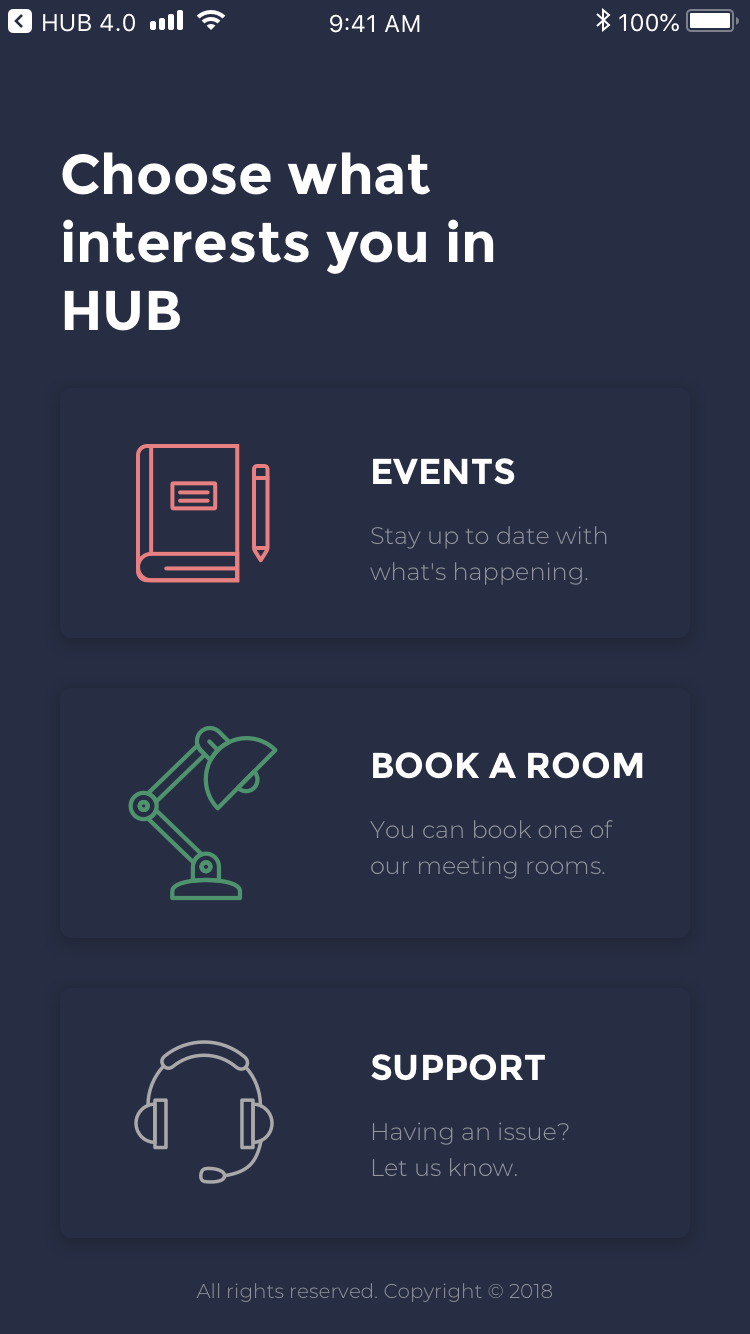 HUB 4.0 9:41 AM 100%
Choose what
interests you in
HUB
EVENTS
Stay up to date with
what's happening.
BOOK A ROOM
You can book one of
our meeting rooms.
SUPPORT
Having an issue?
Let us know.
All rights reserved. Copyright © 2018